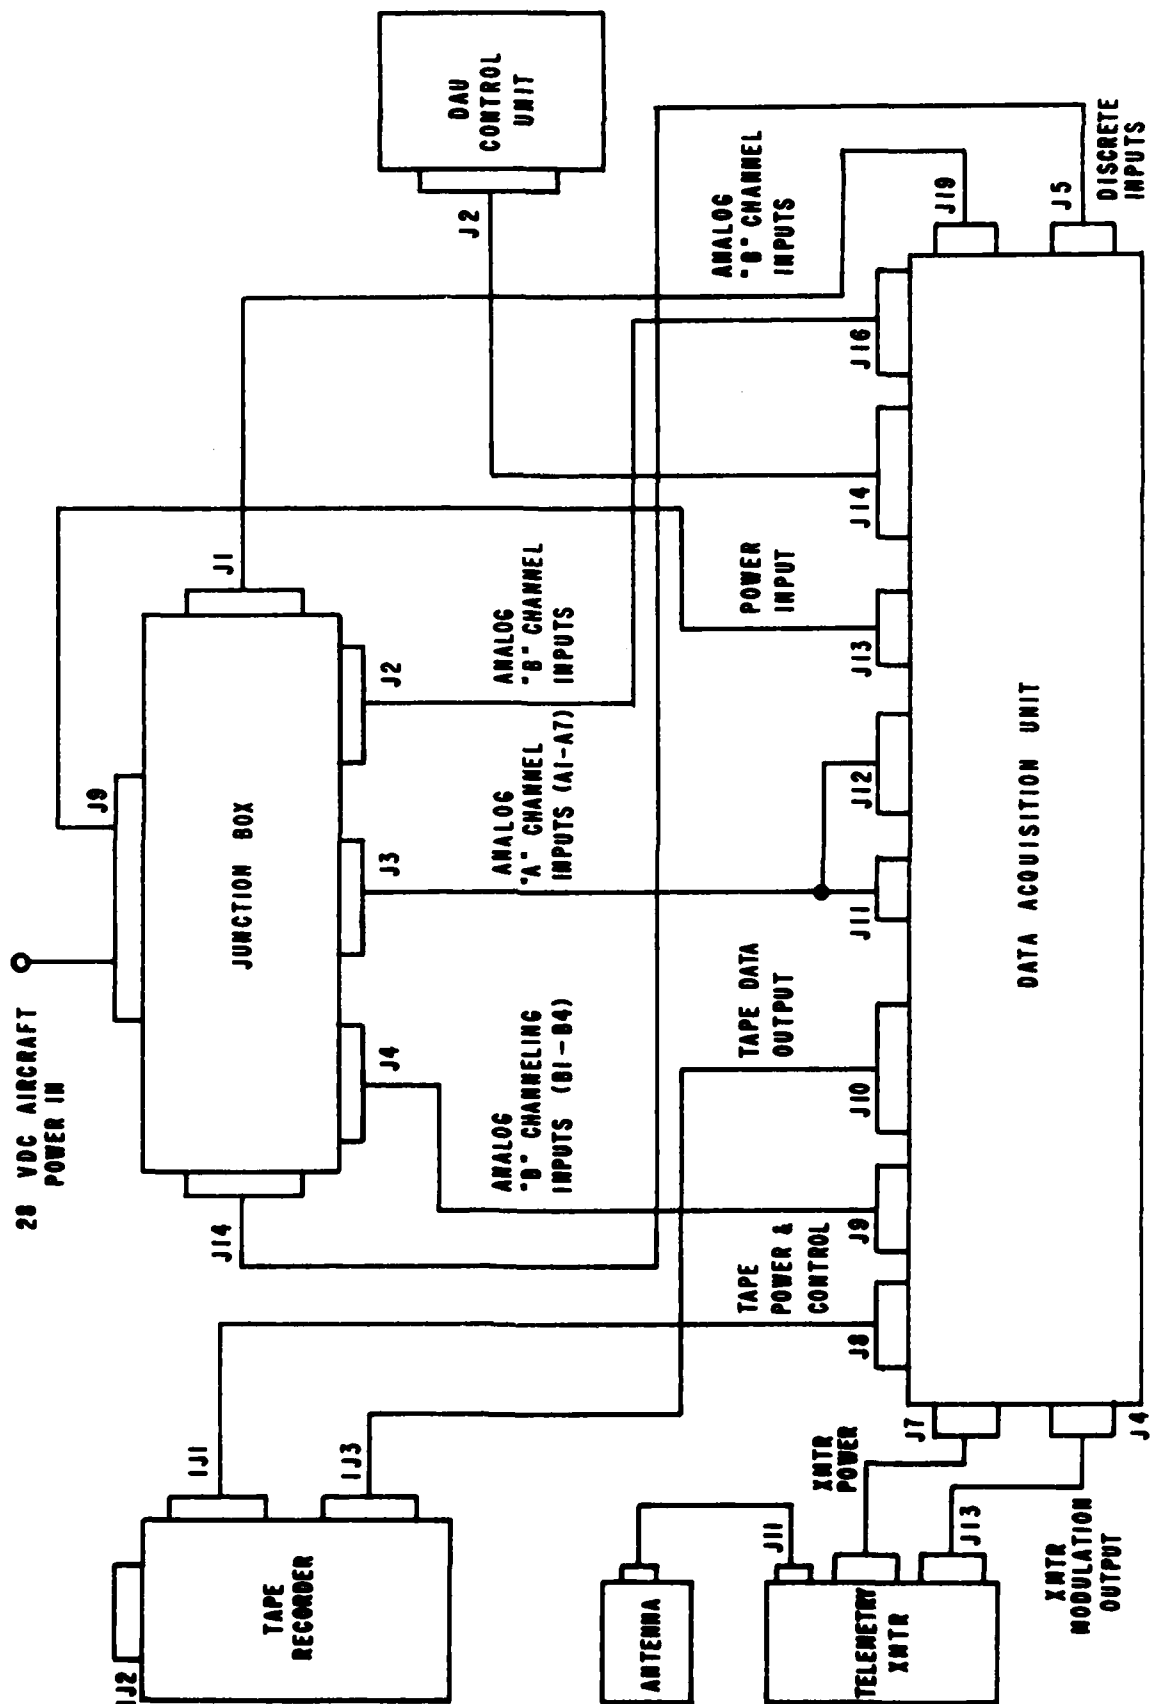 28 VDC AIRCRAFT
POWER IN
JUNCTION BOX
J9
J1
J2
J3
J4
J14
DAU
CONTROL
UNIT
J2
TAPE
RECORDER
1J1
1J2
1J3
ANALOG
"B" CHANNELING
INPUTS (B1-B4)
ANALOG
"A" CHANNEL
INPUTS (A1-A7)
ANALOG
"B" CHANNEL
INPUTS
ANALOG
"B" CHANNEL
INPUTS
TAPE
POWER &
CONTROL
TAPE DATA
OUTPUT
POWER
INPUT
ANTENNA
TELEMETRY
XMTR
J11
J13
XMTR
POWER
XMTR
MODULATION
OUTPUT
J7
J4
J8
J9
J10
J11
J12
J13
J14
J16
J19
J5
DISCRETE
INPUTS
DATA ACQUISITION UNIT